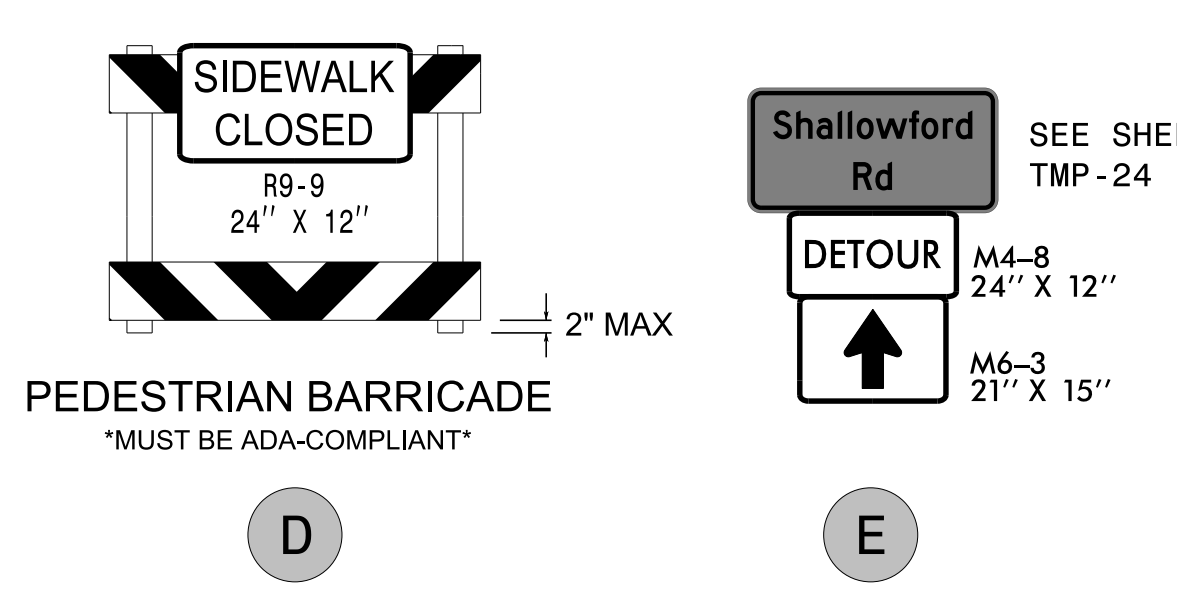 SIDEWALK
CLOSED
R9-9
24'' X 12''
2" MAX
PEDESTRIAN BARRICADE
*MUST BE ADA-COMPLIANT*
D
Shallowford
Rd
SEE
TMP-24
DETOUR
M4–8
24'' X 12''
M6–3
21'' X 15''
E